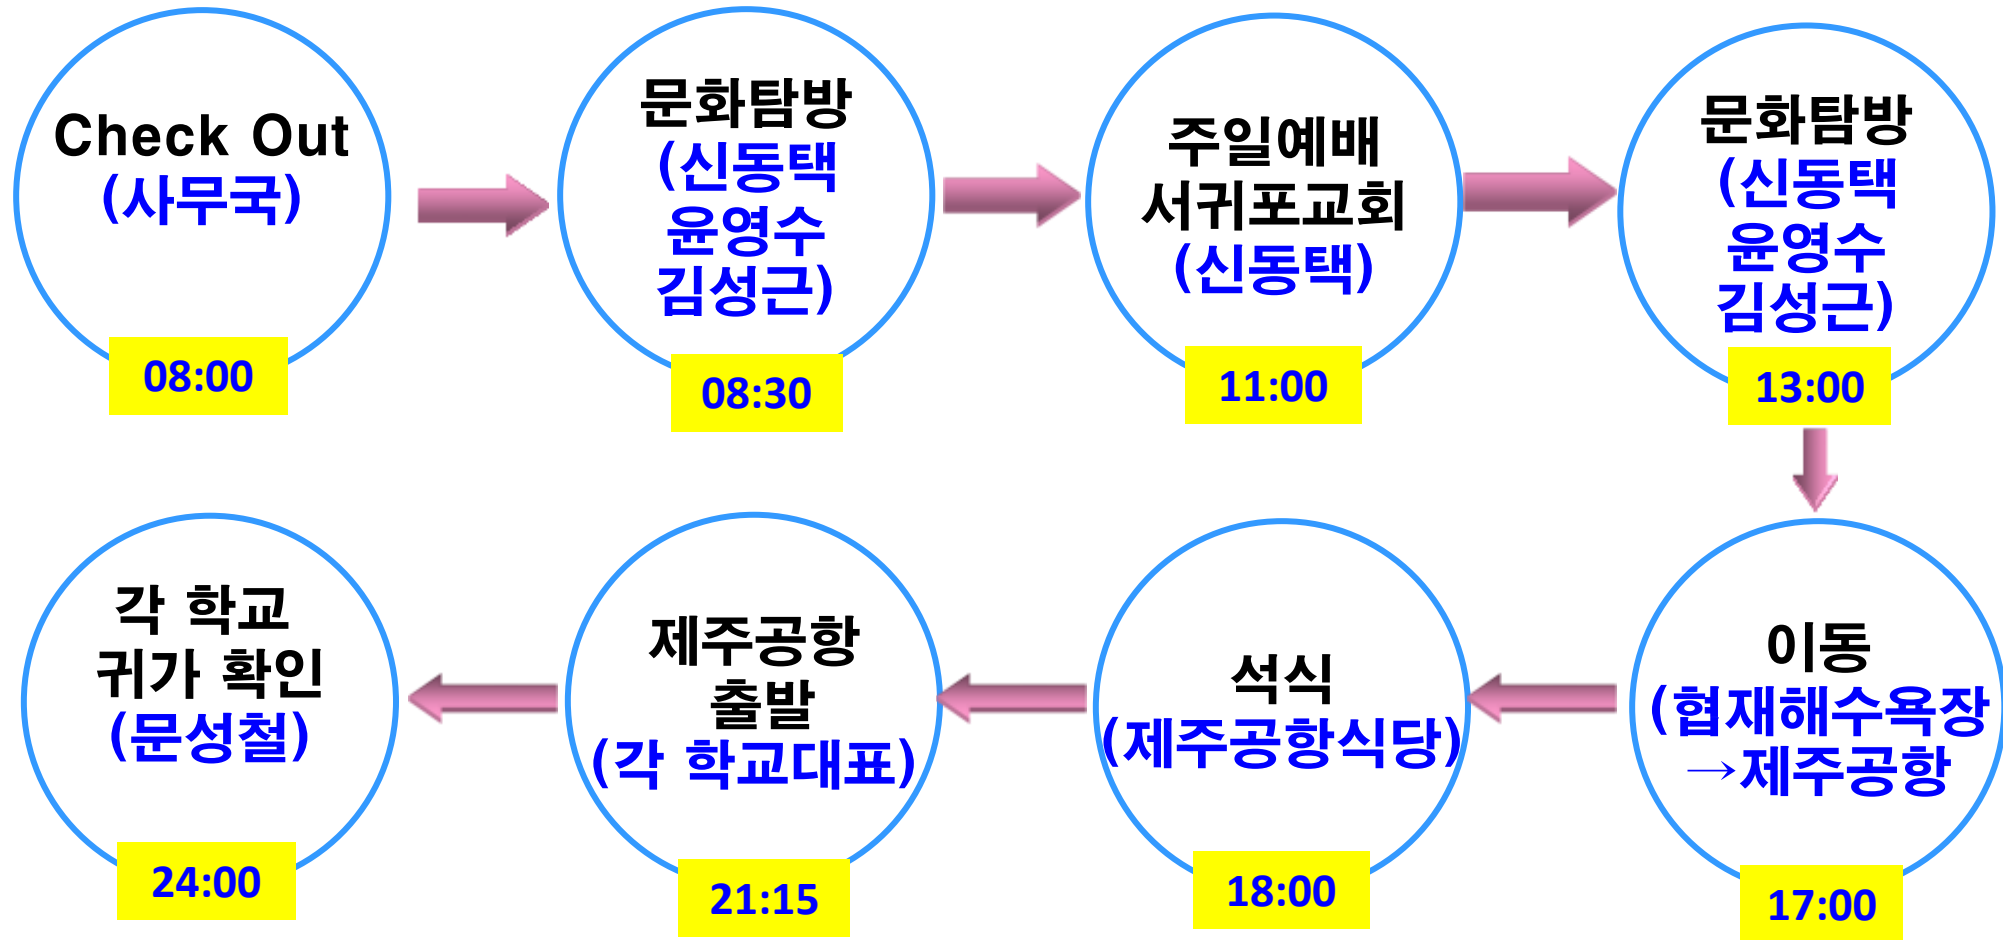 Check Out
(사무국)
08:00
문화탐방
(신동택
윤영수
김성근)
08:30
주일예배
서귀포교회
(신동택)
11:00
문화탐방
(신동택
윤영수
김성근)
13:00
이동
(협재해수욕장
→제주공항
17:00
석식
(제주공항식당)
18:00
제주공항
출발
(각 학교대표)
21:15
각 학교
귀가 확인
(문성철)
24:00